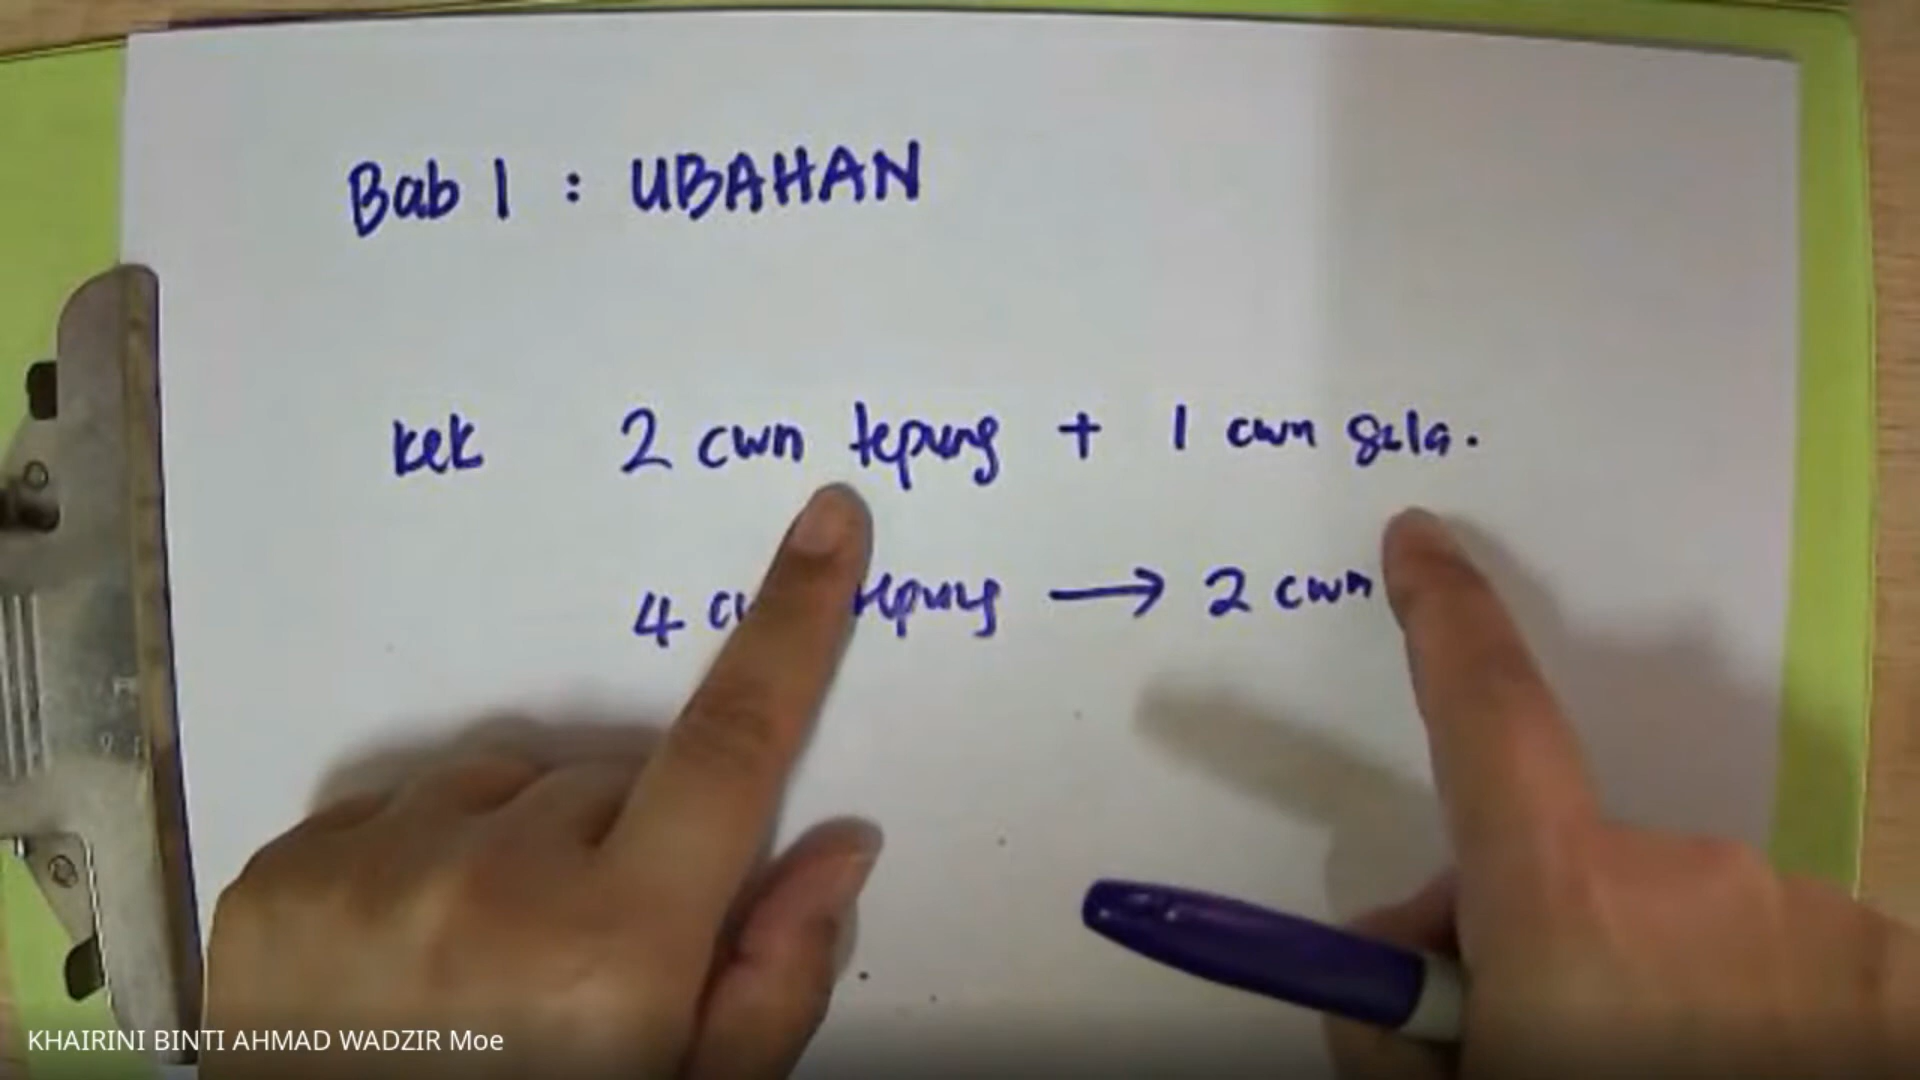 Bab 1 : UBAHAN
kek 2 cwn tepung + 1 cwn gula.
4 tepung → 2 cwn
KHAIRINI BINTI AHMAD WADZIR Moe